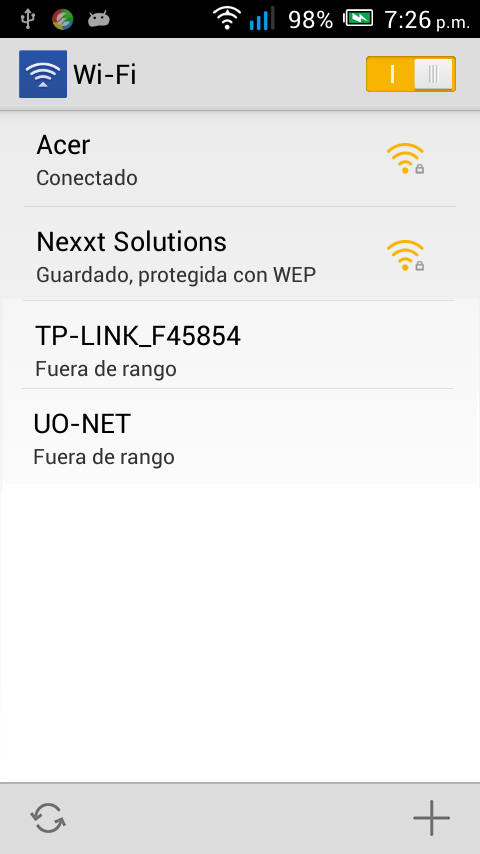 98% 7:26 p.m.
Wi-Fi
Acer
Conectado
Nexxt Solutions
Guardado, protegida con WEP
TP-LINK_F45854
Fuera de rango
UO-NET
Fuera de rango